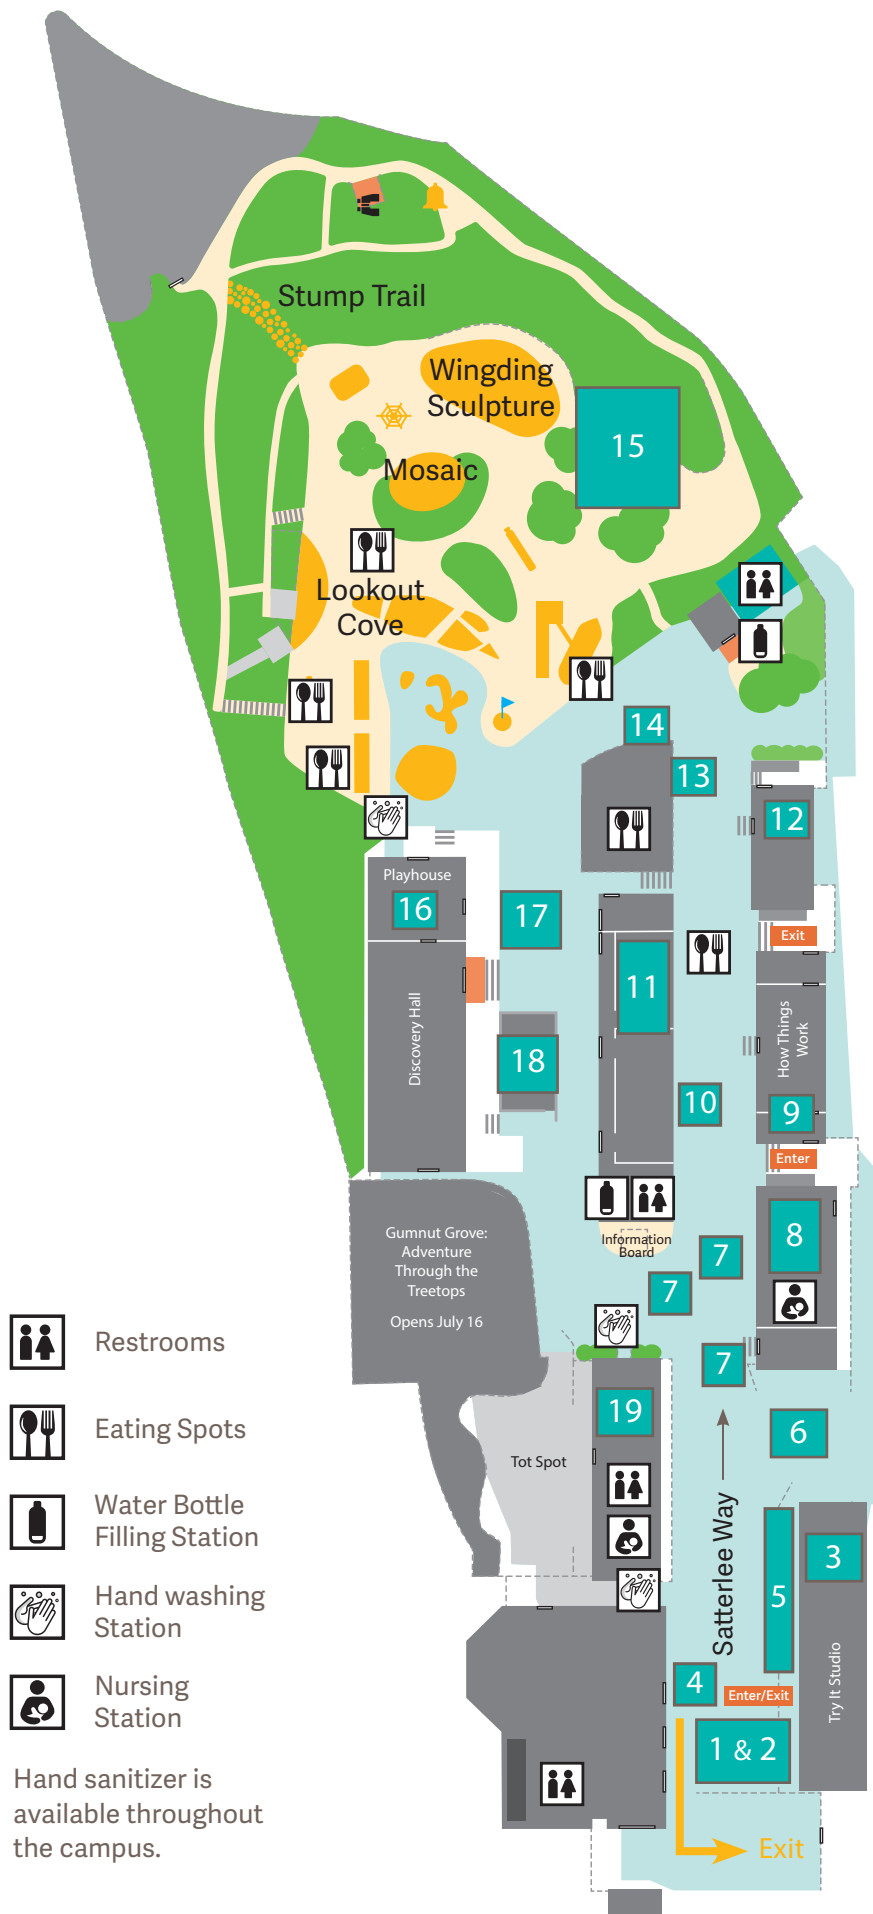 Stump Trail
Wingding
Sculpture
15
Mosaic
Lookout
Cove
14
13
12
Playhouse
16
17
Exit
11
Discovery Hall
How Things
Work
18
10
9
Enter
8
Information
Board
Gumnut Grove:
Adventure
Through the
Treetops
Opens July 16
7
7
7
Restrooms
19
6
Eating Spots
Tot Spot
Satterlee Way
Water Bottle
Filling Station
5
3
Hand washing
Station
Try It Studio
4
Enter/Exit
Nursing
Station
1 & 2
Hand sanitizer is
available throughout
the campus.
Exit